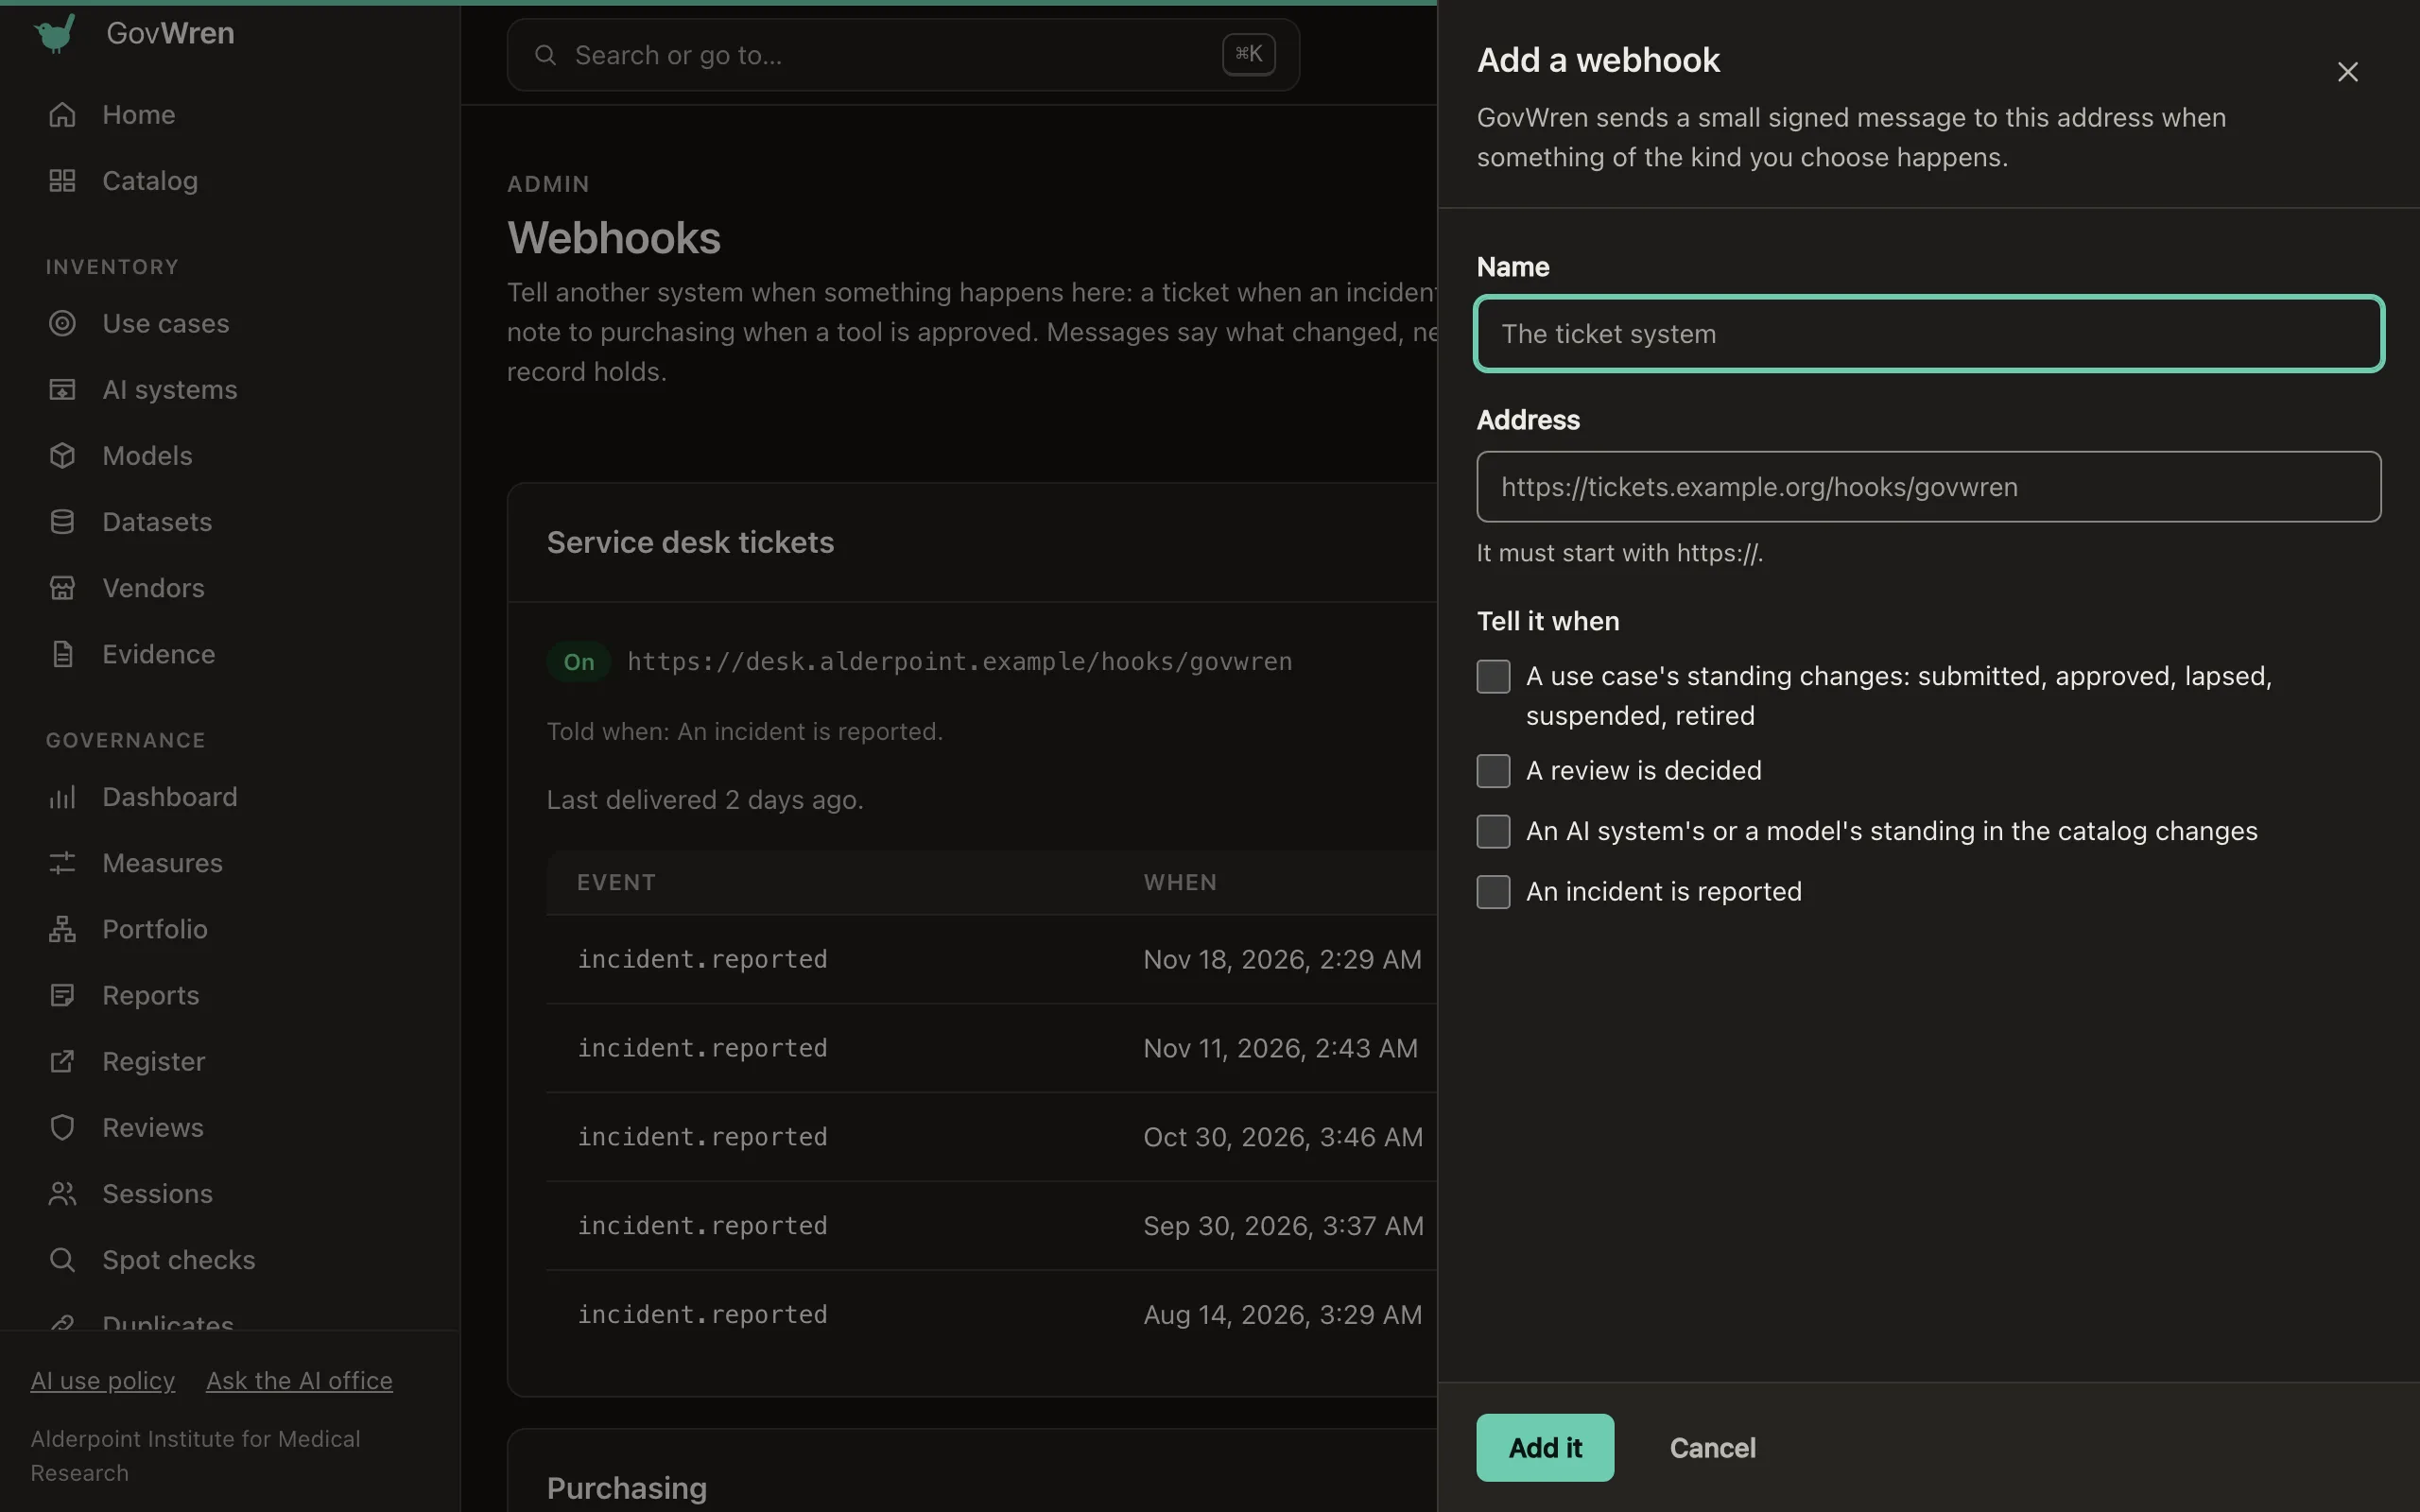 GovWren
Home
Catalog
INVENTORY
Use cases
AI systems
Models
Datasets
Vendors
Evidence
GOVERNANCE
Dashboard
Measures
Portfolio
Reports
Register
Reviews
Sessions
Spot checks
Duplicates
AI use policy Ask the AI office
Alderpoint Institute for Medical
Research
Search or go to... ⌘K
ADMIN
Webhooks
Tell another system when something happens here: a ticket when an incident
note to purchasing when a tool is approved. Messages say what changed, ne
record holds.
Service desk tickets
On https://desk.alderpoint.example/hooks/govwren
Told when: An incident is reported.
Last delivered 2 days ago.
EVENT WHEN
incident.reported Nov 18, 2026, 2:29 AM
incident.reported Nov 11, 2026, 2:43 AM
incident.reported Oct 30, 2026, 3:46 AM
incident.reported Sep 30, 2026, 3:37 AM
incident.reported Aug 14, 2026, 3:29 AM
Purchasing
Add a webhook
GovWren sends a small signed message to this address when
something of the kind you choose happens.
Name
The ticket system
Address
https://tickets.example.org/hooks/govwren
It must start with https://.
Tell it when
A use case's standing changes: submitted, approved, lapsed,
suspended, retired
A review is decided
An AI system's or a model's standing in the catalog changes
An incident is reported
Add it Cancel